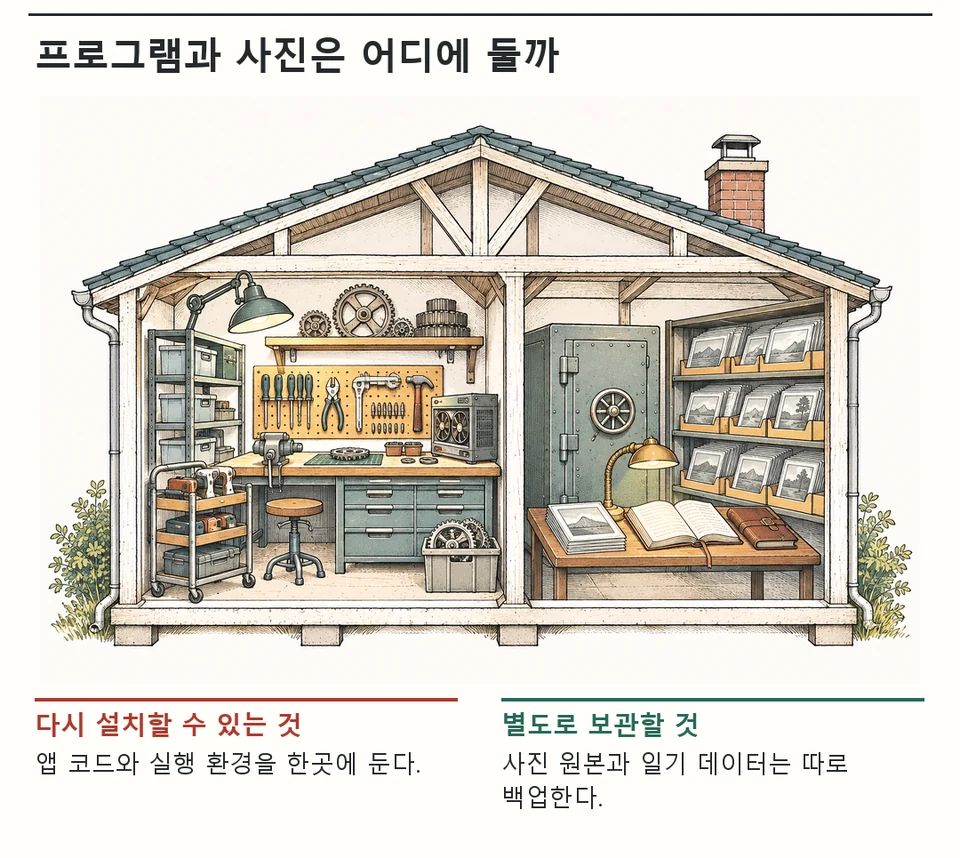 프로그램과 사진은 어디에 둘까
다시 설치할 수 있는 것
앱 코드와 실행 환경을 한곳에 둔다.
별도로 보관할 것
사진 원본과 일기 데이터는 따로
백업한다.